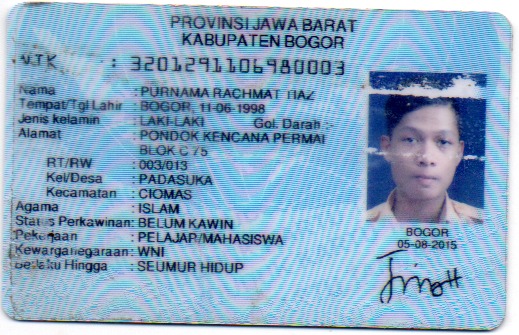 PROVINSI JAWA BARAT
KABUPATEN BOGOR
NIK : 3201291106980003
Nama : PURNAMA RACHMAT TIAZ
Tempat/Tgl Lahir : BOGOR, 11-06-1998
Jenis kelamin : LAKI-LAKI Gol. Darah :-
Alamat : PONDOK KENCANA PERMAI
BLOK C 75
RT/RW : 003/013
Kel/Desa : PADASUKA
Kecamatan : CIOMAS
Agama : ISLAM
Status Perkawinan: BELUM KAWIN
Pekerjaan : PELAJAR/MAHASISWA
Kewarganegaraan: WNI
Berlaku Hingga : SEUMUR HIDUP
BOGOR
05-08-2015